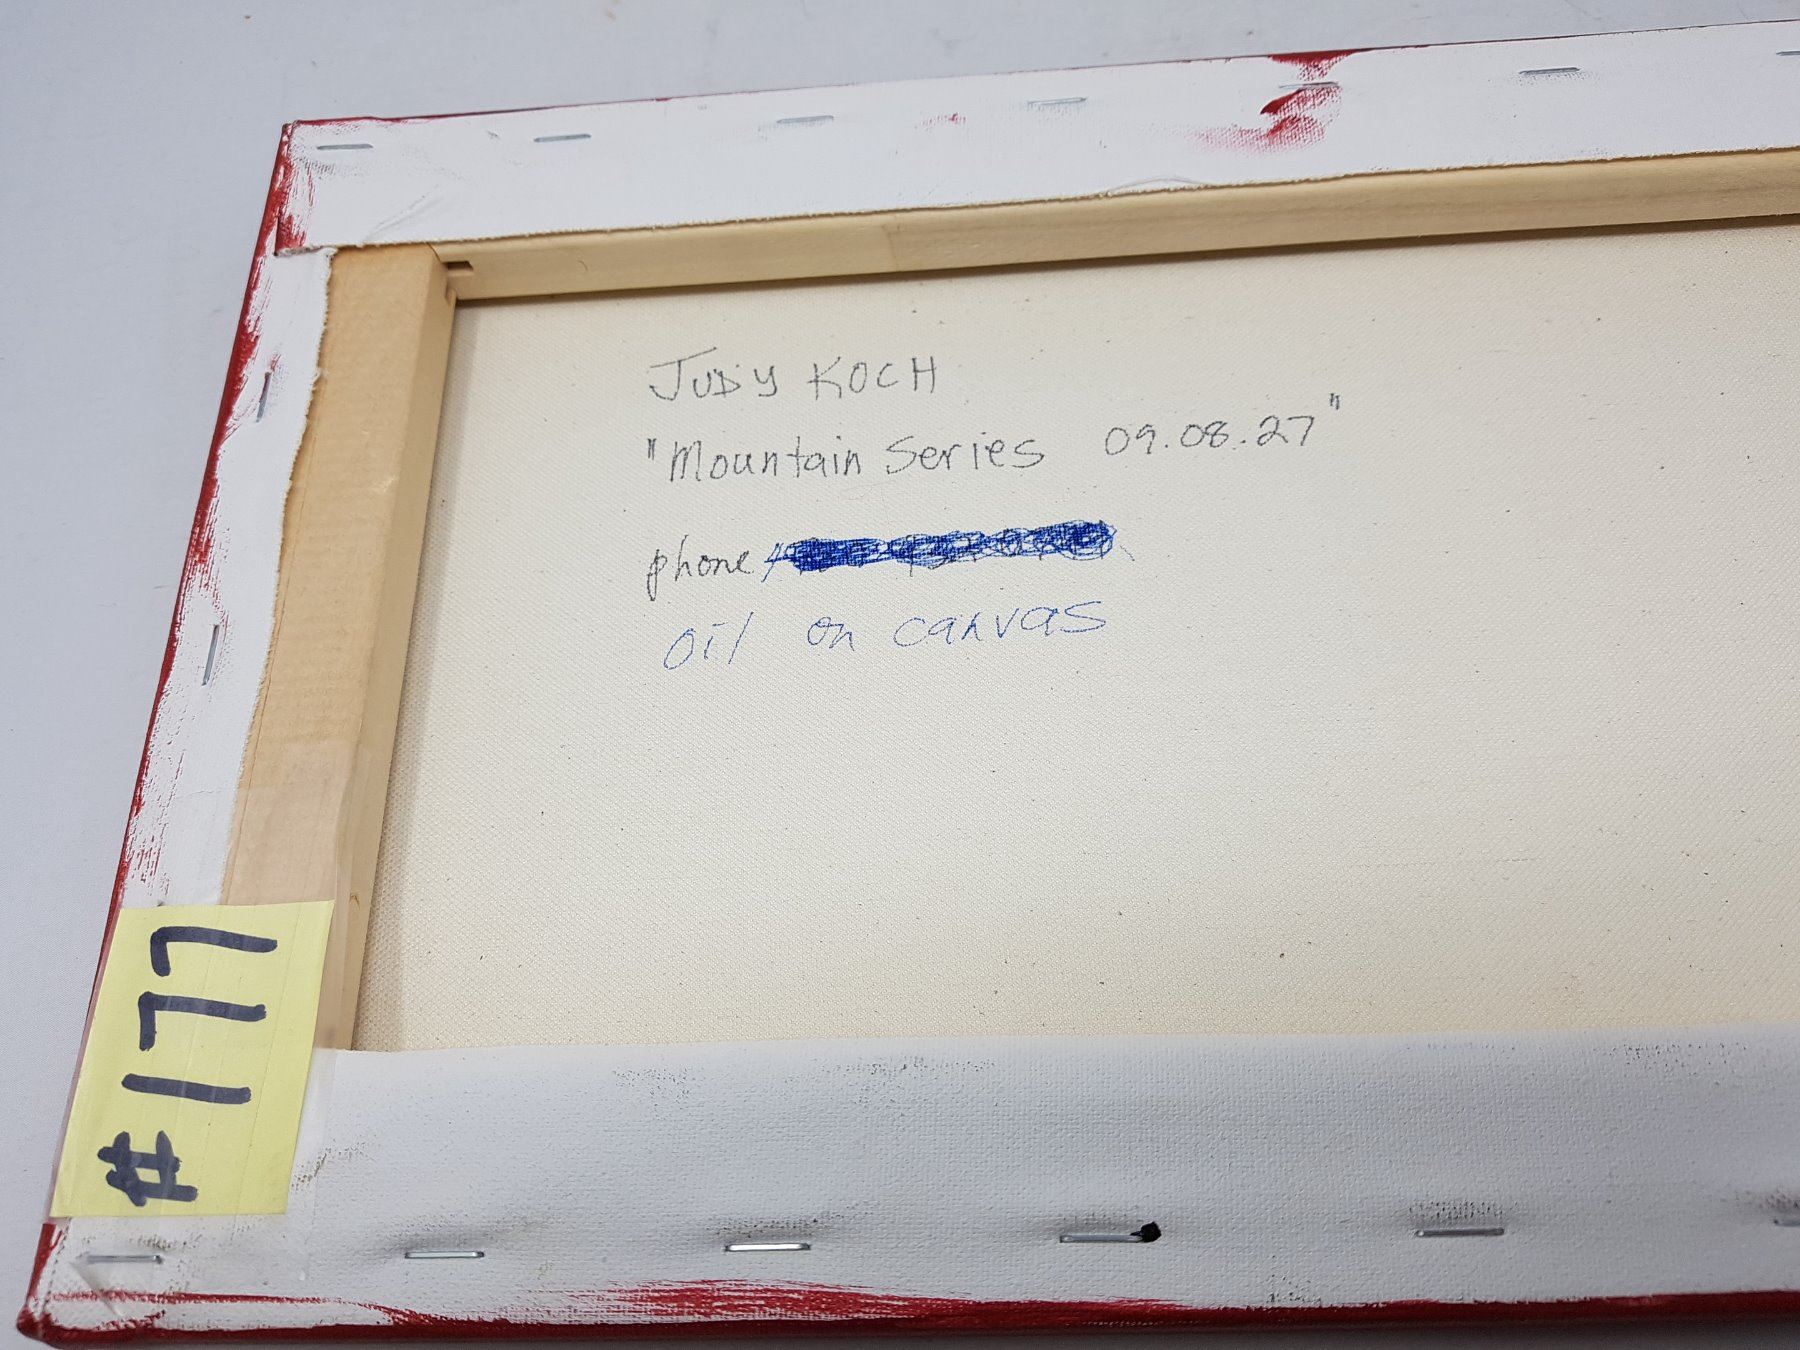 JUDY KOCH
"Mountain Series 09.08.27"
phone
oil on canvas
#177